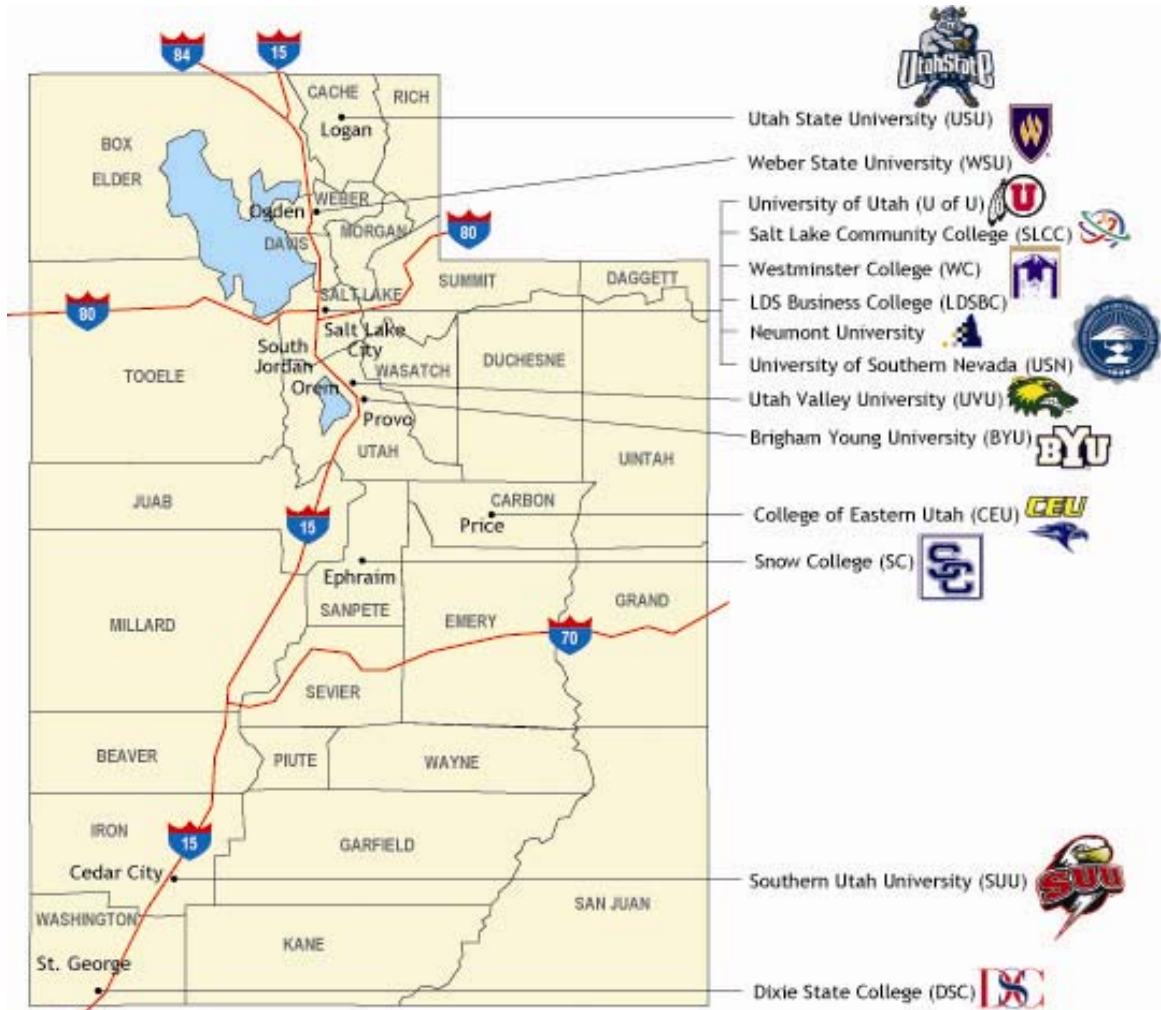 UtahState
84
15
CACHE
RICH
Logan
Utah State University (USU)
BOX
ELDER
Weber State University (WSU)
W
WEBER
Ogden
University of Utah (U of U)
U
MORGAN
80
DAVIS
Salt Lake Community College (SLCC)
SUMMIT
DAGGETT
Westminster College (WC)
SALT LAKE
80
LDS Business College (LDSBC)
Salt Lake
City
Neumont University
South
Jordan
WASATCH
DUCHESNE
University of Southern Nevada (USN)
TOOELE
Orem
Utah Valley University (UVU)
Provo
Brigham Young University (BYU)
BYU
UTAH
UINTAH
JUAB
CARBON
15
Price
College of Eastern Utah (CEU)
CEU
Snow College (SC)
SC
Ephraim
SANPETE
GRAND
MILLARD
EMERY
70
SEVIER
BEAVER
PIUTE
WAYNE
IRON
15
GARFIELD
Cedar City
Southern Utah University (SUU)
SUU
SAN JUAN
WASHINGTON
KANE
St. George
Dixie State College (DSC)
DSC